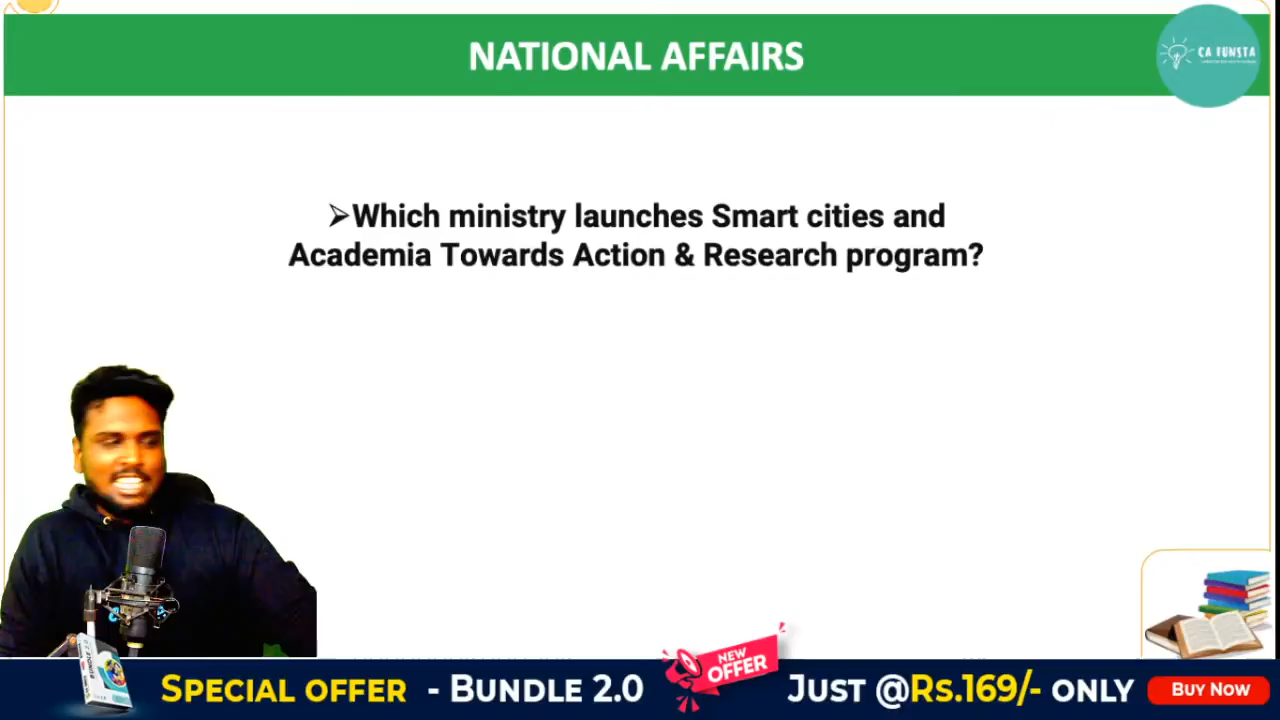 NATIONAL AFFAIRS
CA FUNSTA
➢Which ministry launches Smart cities and
Academia Towards Action & Research program?
NEW
OFFER
SPECIAL OFFER - BUNDLE 2.0
JUST @Rs.169/- ONLY
Buy Now